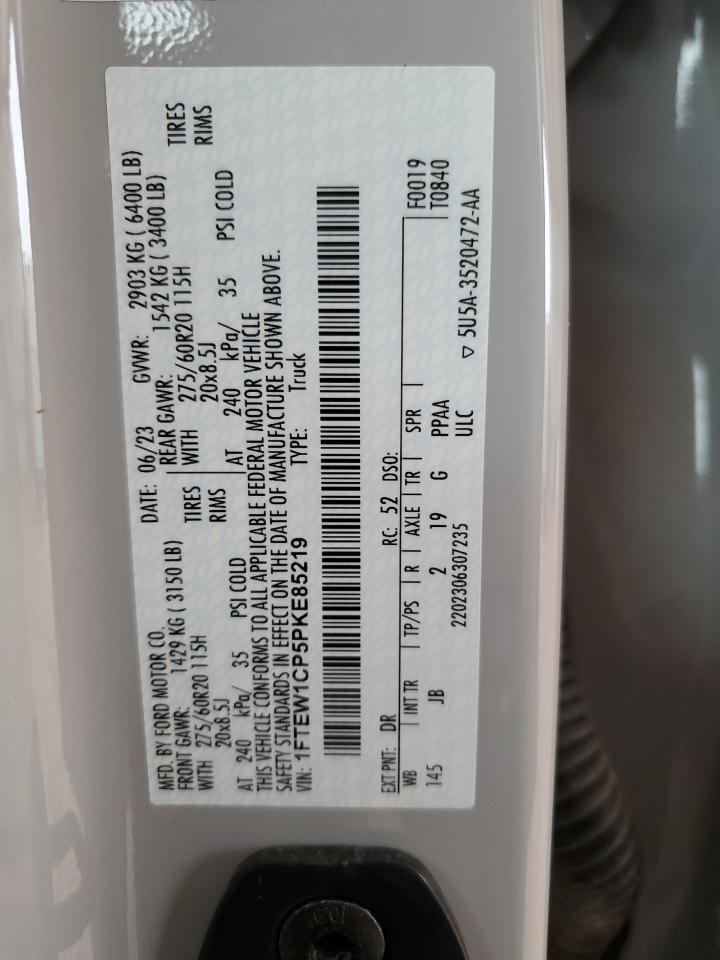 MFD. BY FORD MOTOR CO. DATE: 06/23 GVWR: 2903 KG ( 6400 LB)
FRONT GAWR: 1429 KG ( 3150 LB) REAR GAWR: 1542 KG ( 3400 LB)
WITH 275/60R20 115H TIRES WITH 275/60R20 115H TIRES
20x8.5J RIMS 20x8.5J RIMS
AT 240 kPa/ 35 PSI COLD AT 240 kPa/ 35 PSI COLD
THIS VEHICLE CONFORMS TO ALL APPLICABLE FEDERAL MOTOR VEHICLE
SAFETY STANDARDS IN EFFECT ON THE DATE OF MANUFACTURE SHOWN ABOVE.
VIN: 1FTEW1CP5PKE85219 TYPE: Truck
EXT PNT: DR RC: 52 DSO:
WB INT TR TP/PS R AXLE TR SPR F0019
145 JB 2 19 G PPAA T0840
2202306307235 ULC
▽ 5U5A-3520472-AA